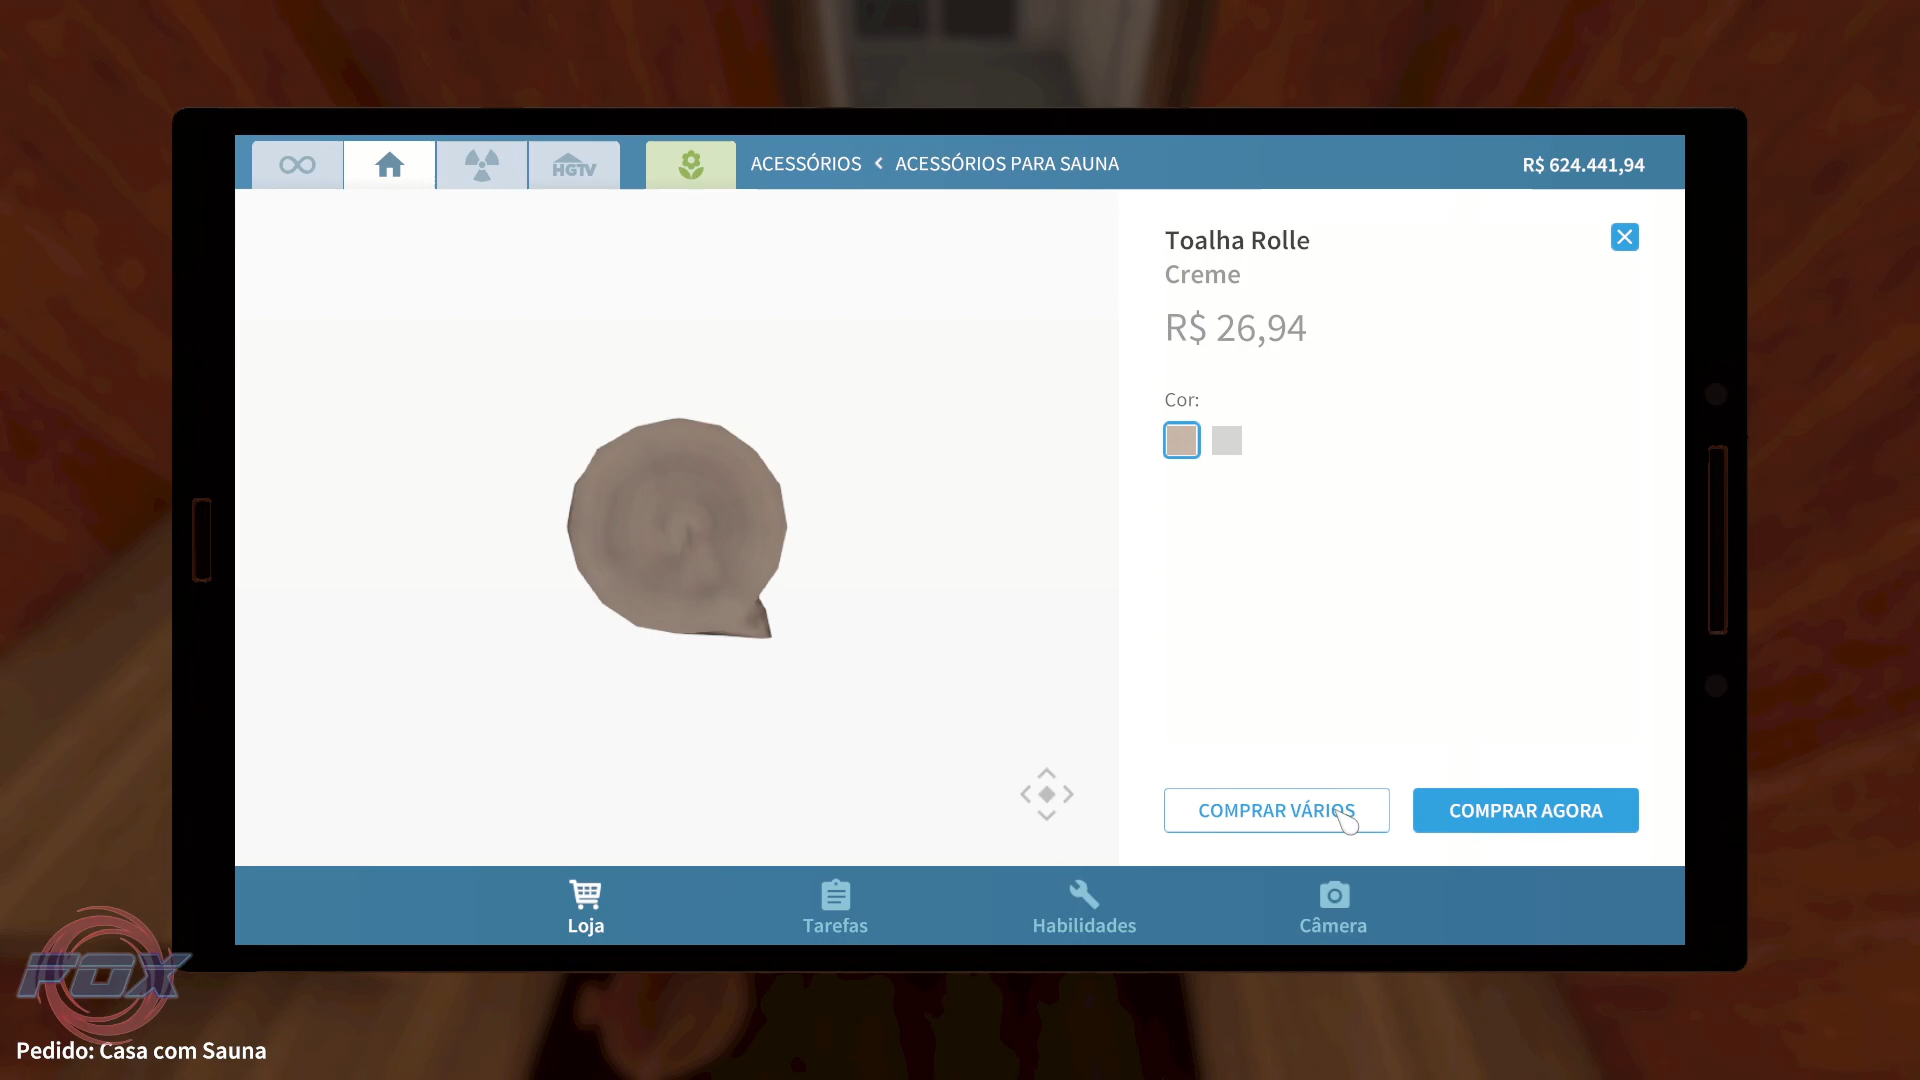 HGTV
ACESSÓRIOS < ACESSÓRIOS PARA SAUNA
R$ 624.441,94
Toalha Rolle
Creme
R$ 26,94
Cor:
COMPRAR VÁRIOS
COMPRAR AGORA
Loja
Tarefas
Habilidades
Câmera
FOX
Pedido: Casa com Sauna